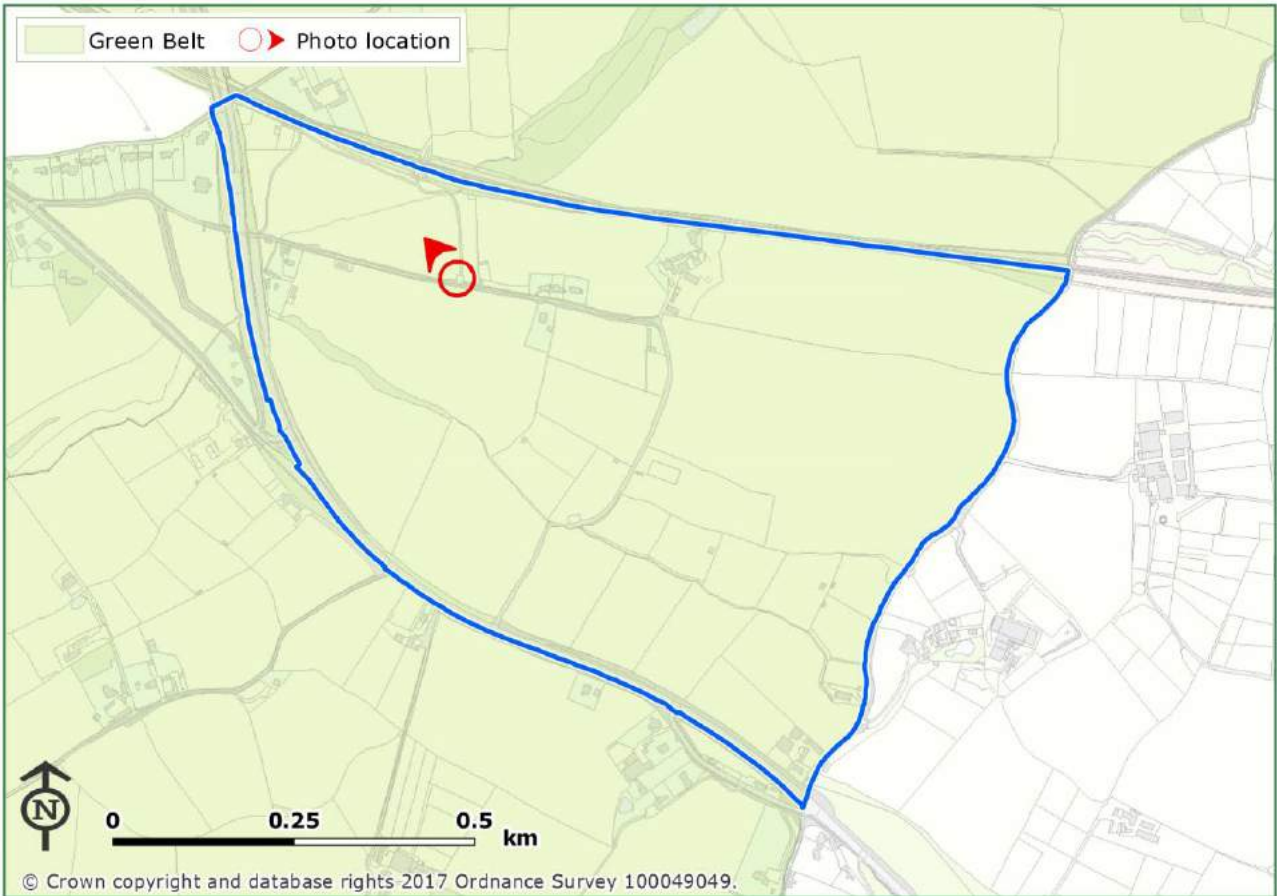 Green Belt Photo location
N
0 0.25 0.5
km
© Crown copyright and database rights 2017 Ordnance Survey 100049049.